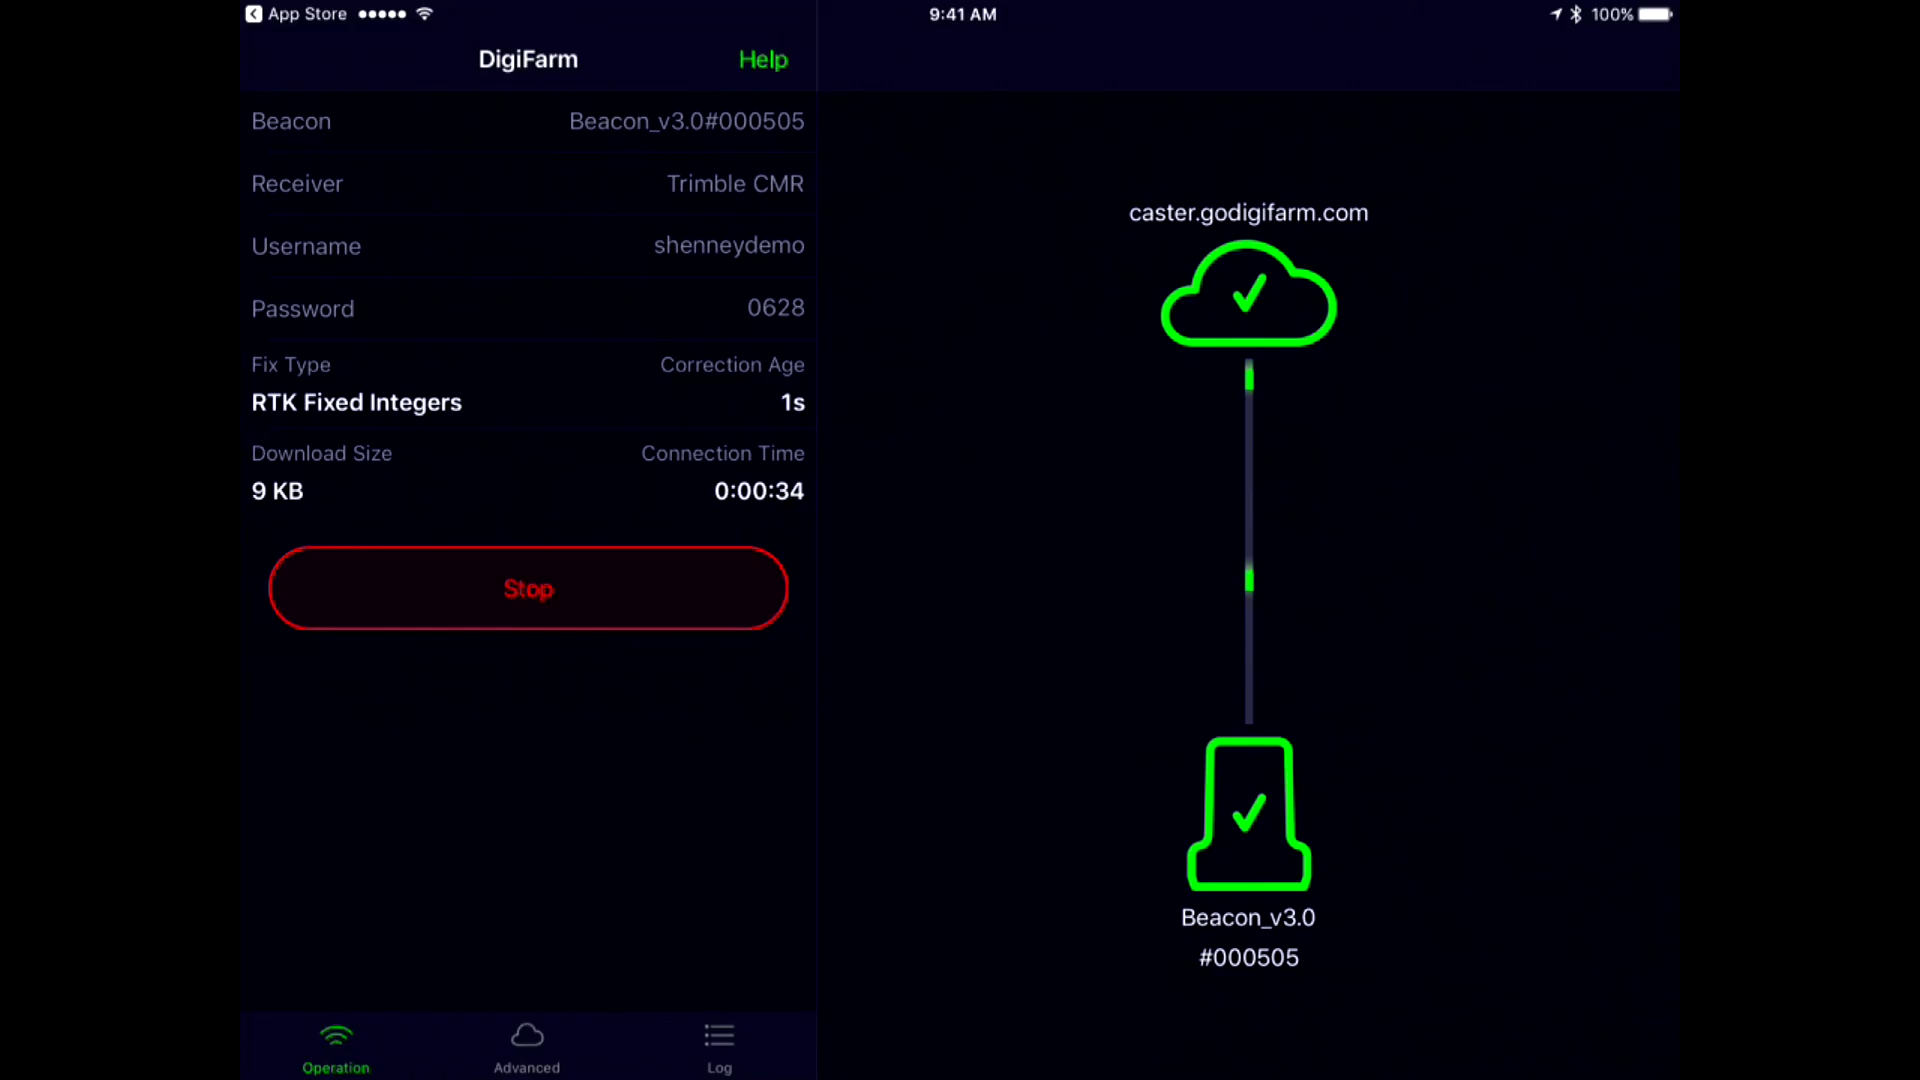 App Store
9:41 AM
100%
DigiFarm
Help
Beacon
Beacon_v3.0#000505
Receiver
Trimble CMR
Username
shenneydemo
Password
0628
Fix Type
Correction Age
RTK Fixed Integers
1s
Download Size
Connection Time
9 KB
0:00:34
Stop
caster.godigifarm.com
Beacon_v3.0
#000505
Operation
Advanced
Log